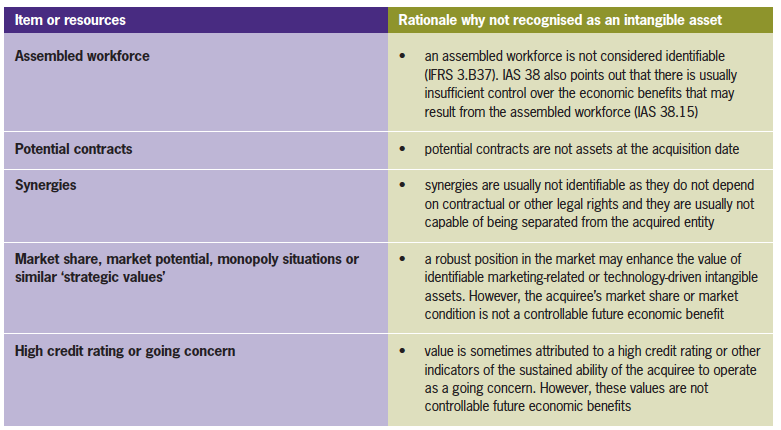 Item or resources
Rationale why not recognised as an intangible asset
Assembled workforce
• an assembled workforce is not considered identifiable
(IFRS 3.B37). IAS 38 also points out that there is usually
insufficient control over the economic benefits that may
result from the assembled workforce (IAS 38.15)
Potential contracts
• potential contracts are not assets at the acquisition date
Synergies
• synergies are usually not identifiable as they do not depend
on contractual or other legal rights and they are usually not
capable of being separated from the acquired entity
Market share, market potential, monopoly situations or
similar ‘strategic values’
• a robust position in the market may enhance the value of
identifiable marketing-related or technology-driven intangible
assets. However, the acquiree’s market share or market
condition is not a controllable future economic benefit
High credit rating or going concern
• value is sometimes attributed to a high credit rating or other
indicators of the sustained ability of the acquiree to operate
as a going concern. However, these values are not
controllable future economic benefits